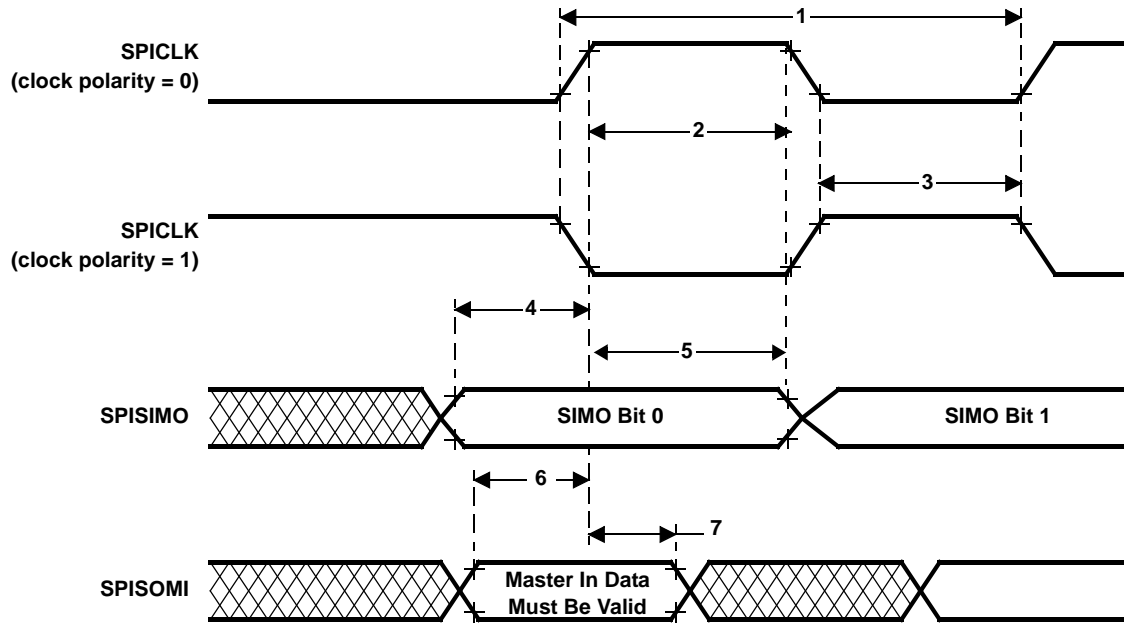 1
SPICLK
(clock polarity = 0)
2
3
SPICLK
(clock polarity = 1)
4
5
SPISIMO
SIMO Bit 0
SIMO Bit 1
6
7
SPISOMI
Master In Data
Must Be Valid